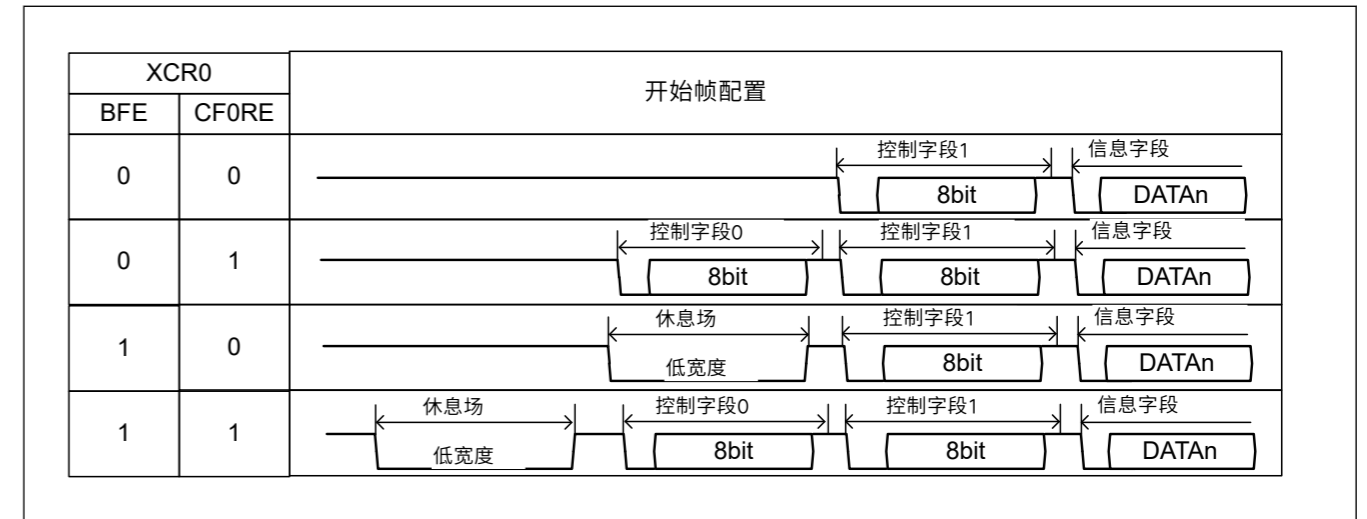 XCR0
开始帧配置
BFE CF0RE
控制字段1 信息字段
0 0
8bit DATAn
控制字段0 控制字段1 信息字段
0 1
8bit 8bit DATAn
休息场 控制字段1 信息字段
1 0
低宽度 8bit DATAn
休息场 控制字段0 控制字段1 信息字段
1 1
低宽度 8bit 8bit DATAn